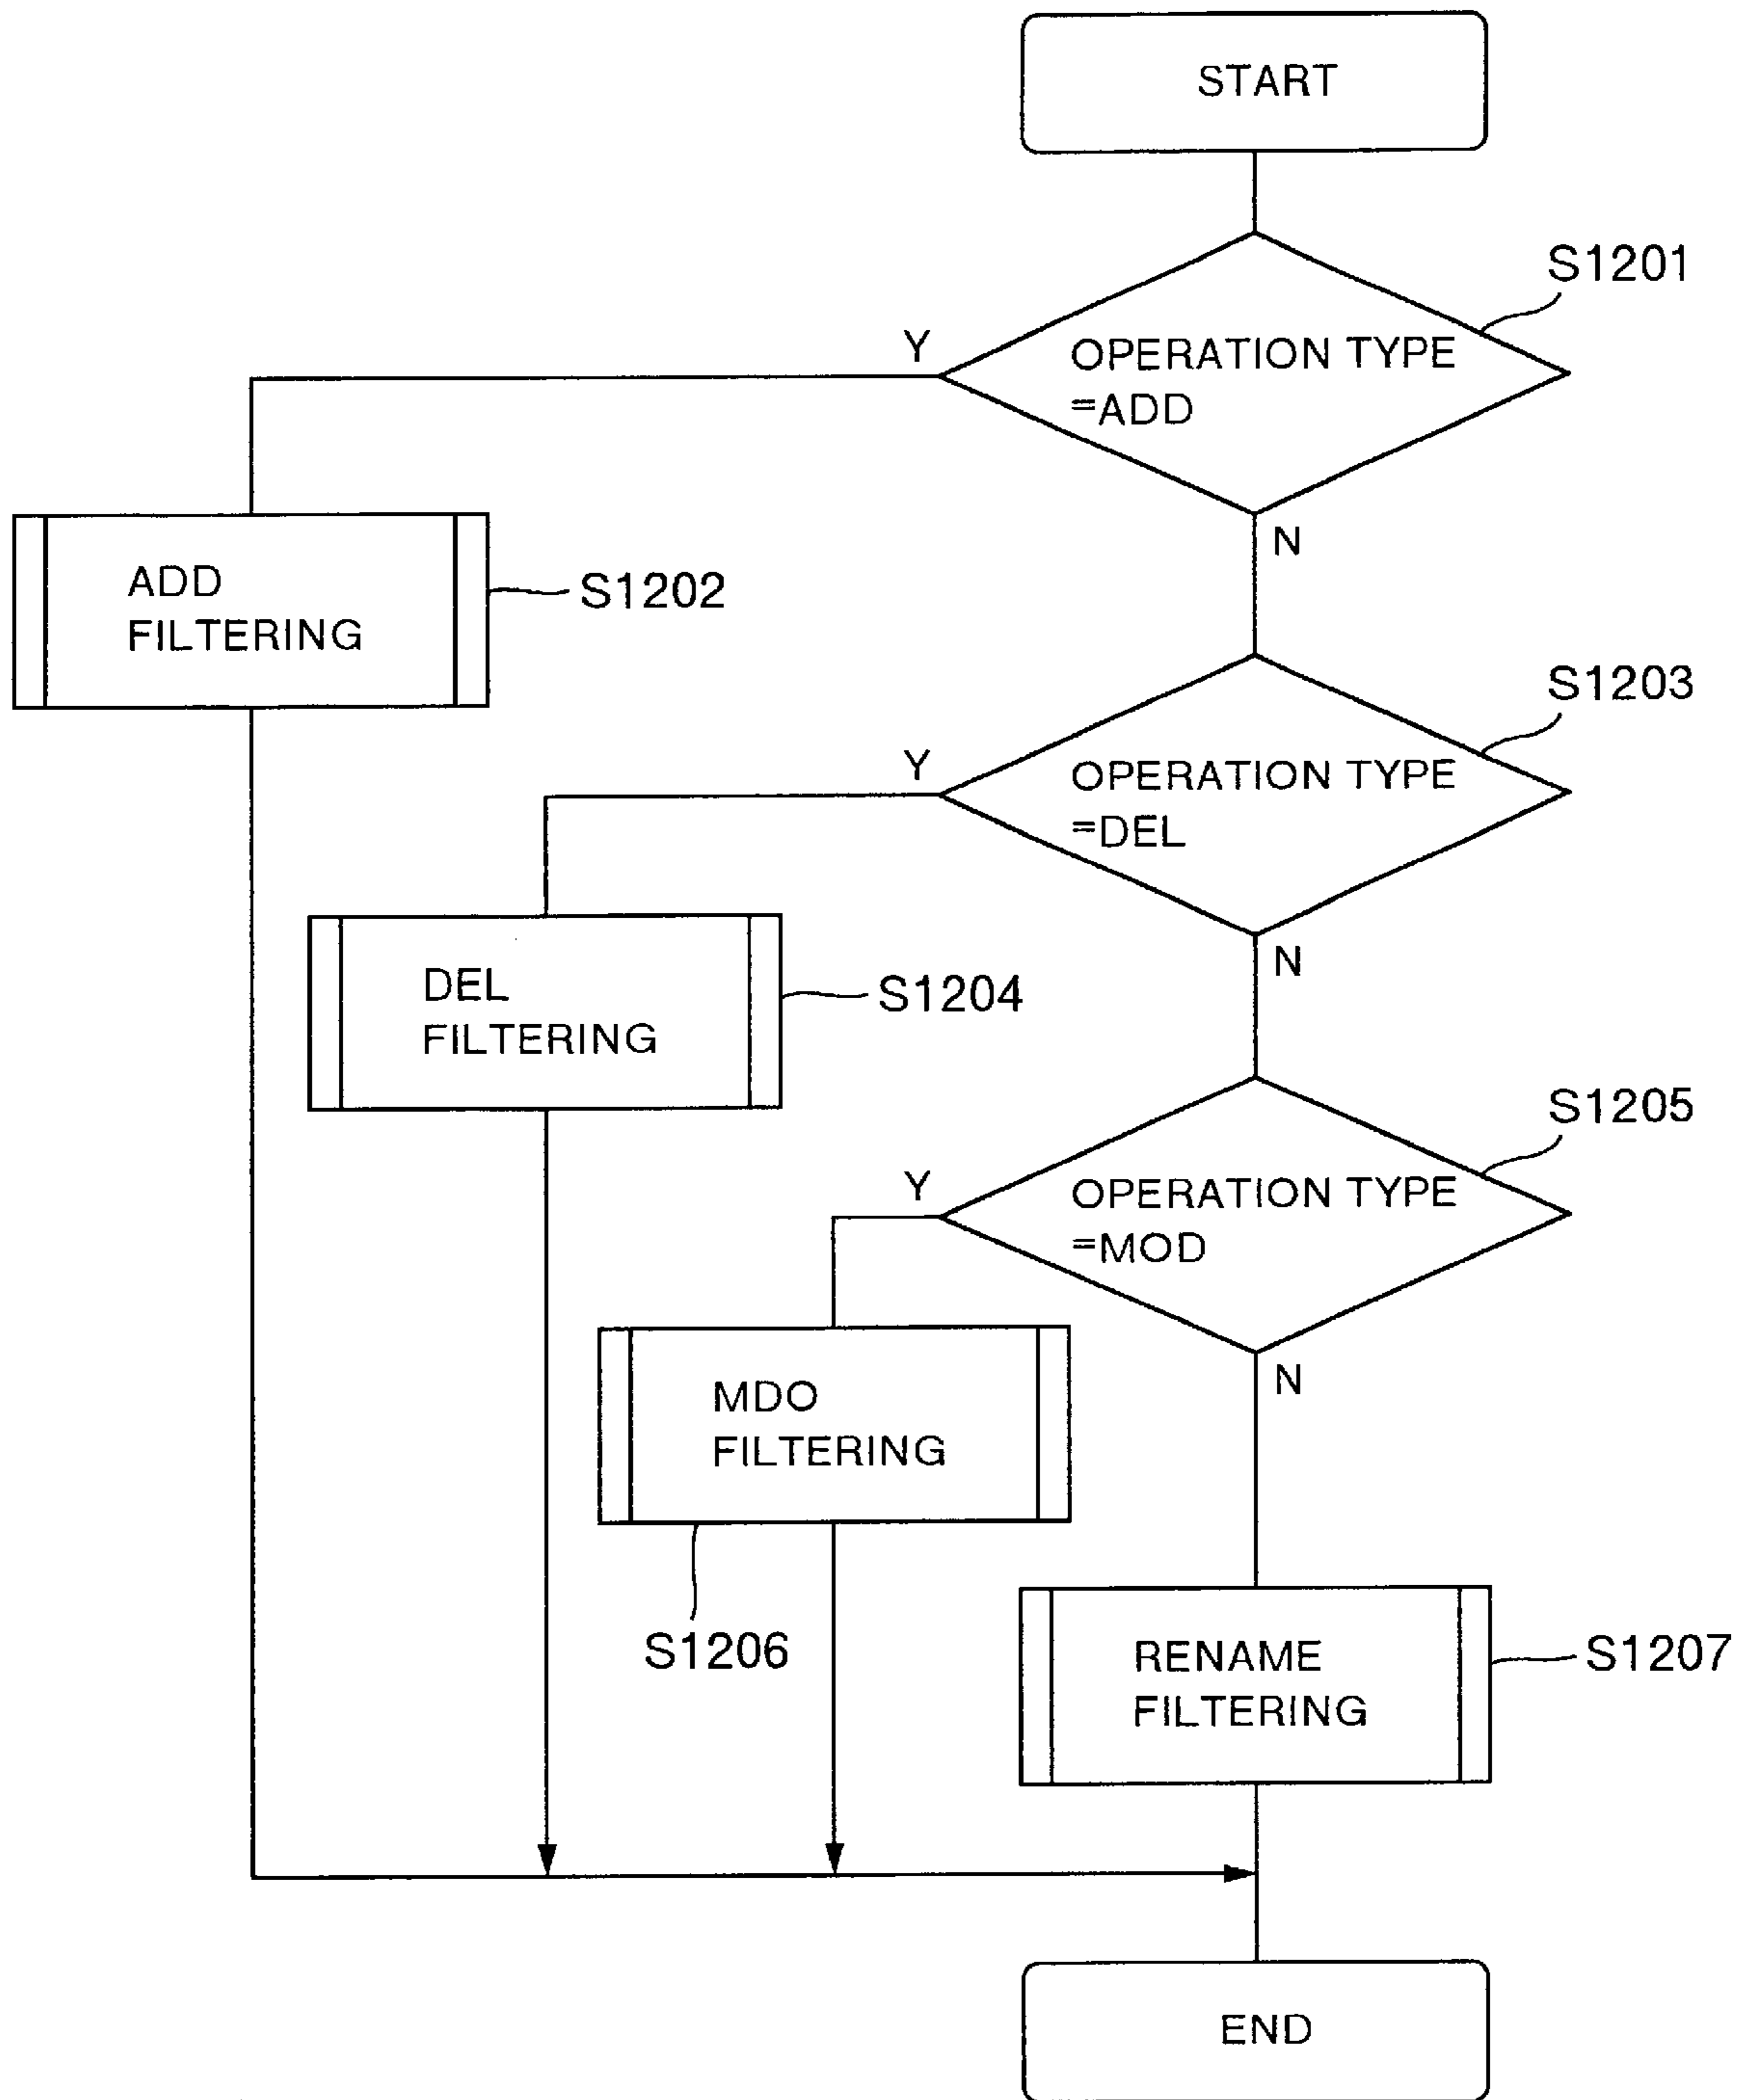 START
S1201
Y
OPERATION TYPE
=ADD
N
ADD
FILTERING
S1202
S1203
Y
OPERATION TYPE
=DEL
N
DEL
FILTERING
S1204
S1205
Y
OPERATION TYPE
=MOD
N
MDO
FILTERING
S1206
RENAME
FILTERING
S1207
END